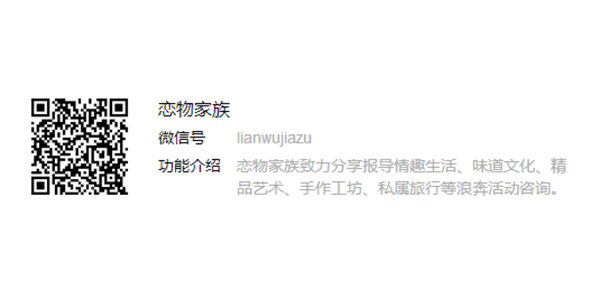 恋物家族
微信号 lianwujiazu
功能介绍 恋物家族致力分享报导情趣生活、味道文化、精
品艺术、手作工坊、私属旅行等浪奔活动咨询。